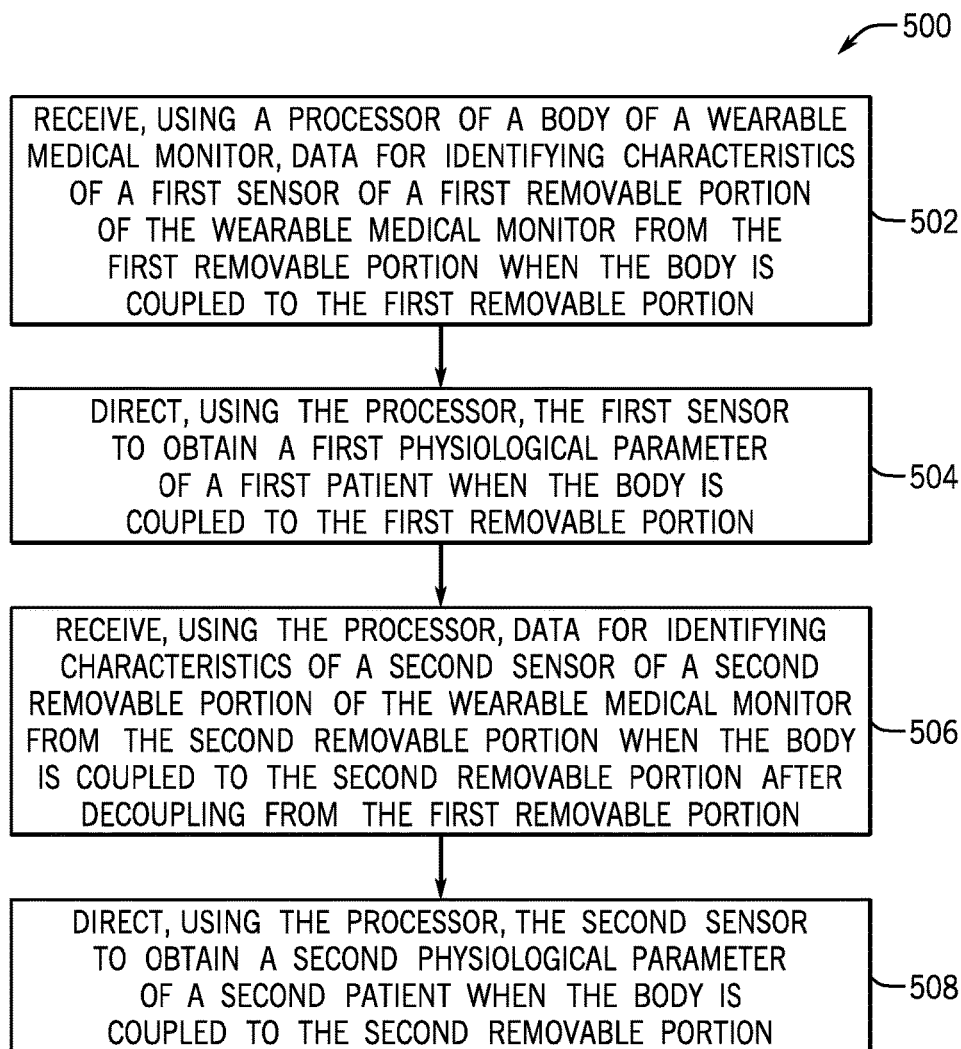 500
RECEIVE, USING A PROCESSOR OF A BODY OF A WEARABLE
MEDICAL MONITOR, DATA FOR IDENTIFYING CHARACTERISTICS
OF A FIRST SENSOR OF A FIRST REMOVABLE PORTION
OF THE WEARABLE MEDICAL MONITOR FROM THE
FIRST REMOVABLE PORTION WHEN THE BODY IS
COUPLED TO THE FIRST REMOVABLE PORTION
502
DIRECT, USING THE PROCESSOR, THE FIRST SENSOR
TO OBTAIN A FIRST PHYSIOLOGICAL PARAMETER
OF A FIRST PATIENT WHEN THE BODY IS
COUPLED TO THE FIRST REMOVABLE PORTION
504
RECEIVE, USING THE PROCESSOR, DATA FOR IDENTIFYING
CHARACTERISTICS OF A SECOND SENSOR OF A SECOND
REMOVABLE PORTION OF THE WEARABLE MEDICAL MONITOR
FROM THE SECOND REMOVABLE PORTION WHEN THE BODY
IS COUPLED TO THE SECOND REMOVABLE PORTION AFTER
DECOUPLING FROM THE FIRST REMOVABLE PORTION
506
DIRECT, USING THE PROCESSOR, THE SECOND SENSOR
TO OBTAIN A SECOND PHYSIOLOGICAL PARAMETER
OF A SECOND PATIENT WHEN THE BODY IS
COUPLED TO THE SECOND REMOVABLE PORTION
508